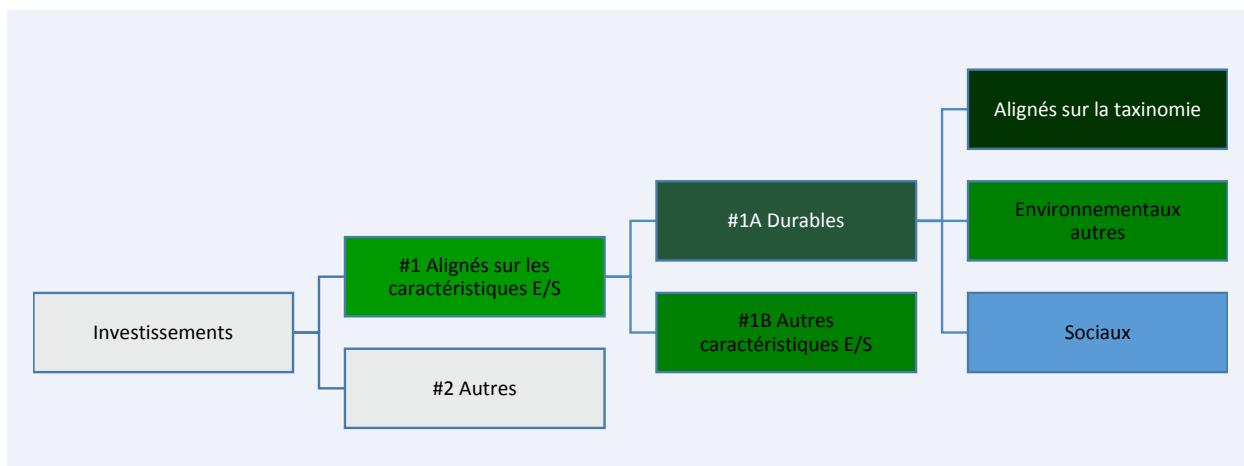 Investissements
#1 Alignés sur les
caractéristiques E/S
#2 Autres
#1A Durables
#1B Autres
caractéristiques E/S
Alignés sur la taxinomie
Environnementaux
autres
Sociaux